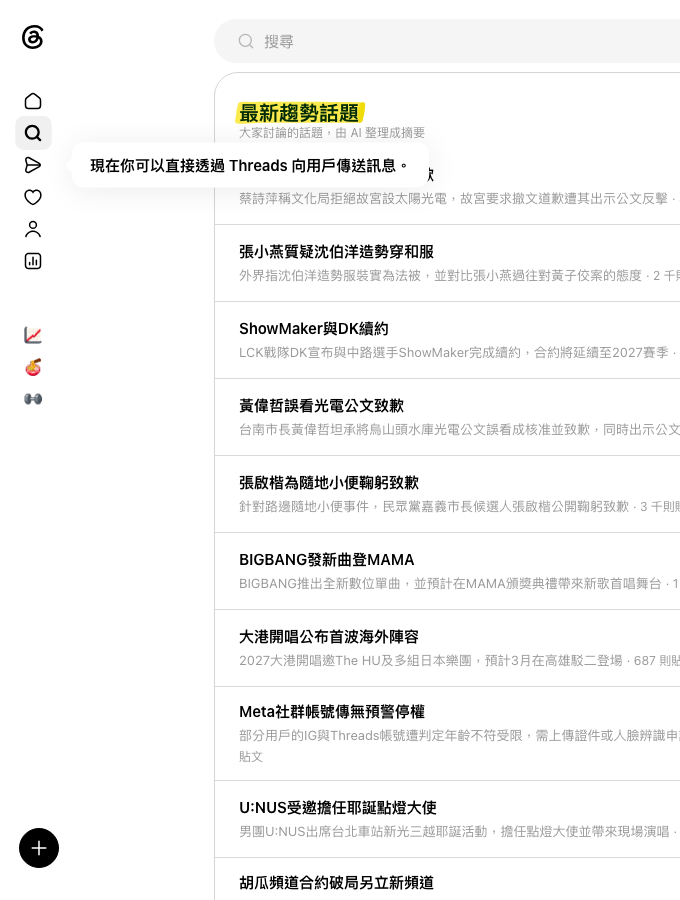 搜尋
最新趨勢話題
大家討論的話題，由 AI 整理成摘要
現在你可以直接透過 Threads 向用戶傳送訊息。
蔡詩萍稱文化局拒絕故宮設太陽光電，故宮要求撤文道歉遭其出示公文反擊 ·
張小燕質疑沈伯洋造勢穿和服
外界指沈伯洋造勢服裝實為法被，並對比張小燕過往對黃子佼案的態度 · 2 千
ShowMaker與DK續約
LCK戰隊DK宣布與中路選手ShowMaker完成續約，合約將延續至2027賽季 ·
黃偉哲誤看光電公文致歉
台南市長黃偉哲坦承將烏山頭水庫光電公文誤看成核准並致歉，同時出示公文
張啟楷為隨地小便鞠躬致歉
針對路邊隨地小便事件，民眾黨嘉義市長候選人張啟楷公開鞠躬致歉 · 3 千則
BIGBANG發新曲登MAMA
BIGBANG推出全新數位單曲，並預計在MAMA頒獎典禮帶來新歌首唱舞台 · 1
大港開唱公布首波海外陣容
2027大港開唱邀The HU及多組日本樂團，預計3月在高雄駁二登場 · 687 則貼
Meta社群帳號傳無預警停權
部分用戶的IG與Threads帳號遭判定年齡不符受限，需上傳證件或人臉辨識申
貼文
U:NUS受邀擔任耶誕點燈大使
男團U:NUS出席台北車站新光三越耶誕活動，擔任點燈大使並帶來現場演唱 ·
胡瓜頻道合約破局另立新頻道